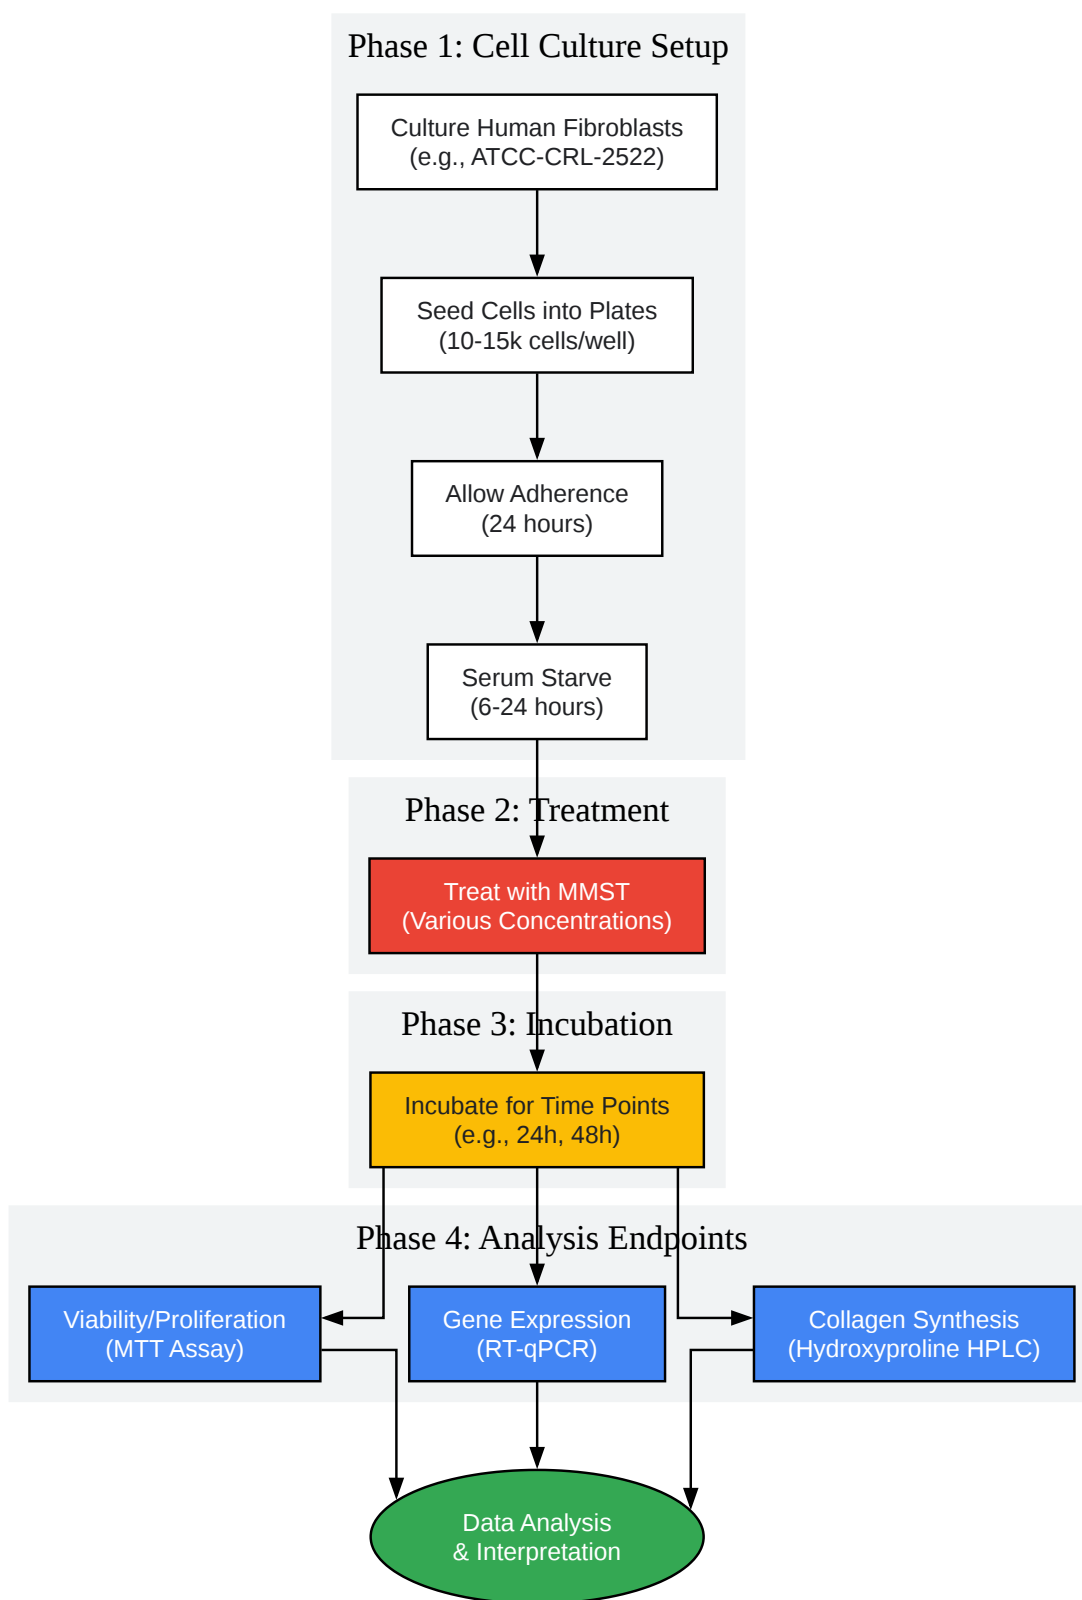 Phase 1: Cell Culture Setup
Culture Human Fibroblasts
(e.g., ATCC-CRL-2522)
Seed Cells into Plates
(10-15k cells/well)
Allow Adherence
(24 hours)
Serum Starve
(6-24 hours)
Phase 2: Treatment
Treat with MMST
(Various Concentrations)
Phase 3: Incubation
Incubate for Time Points
(e.g., 24h, 48h)
Phase 4: Analysis Endpoints
Viability/Proliferation
(MTT Assay)
Gene Expression
(RT-qPCR)
Collagen Synthesis
(Hydroxyproline HPLC)
Data Analysis
& Interpretation